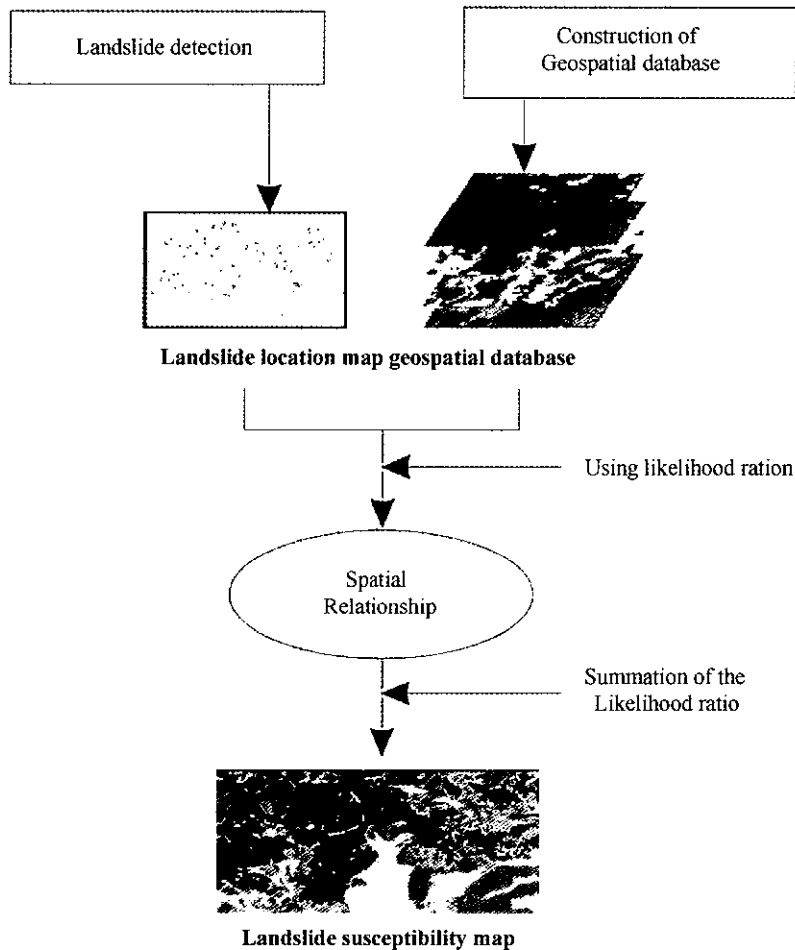 Landslide detection
Construction of
Geospatial database
Landslide location map geospatial database
Using likelihood ration
Spatial
Relationship
Summation of the
Likelihood ratio
Landslide susceptibility map